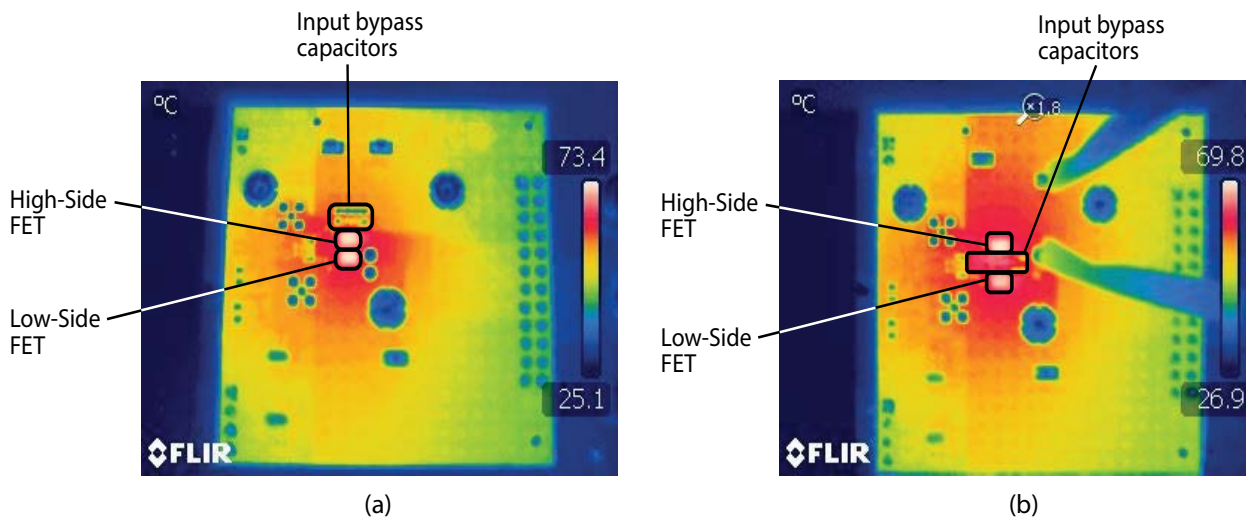 Input bypass
capacitors
High-Side
FET
Low-Side
FET
°C
73.4
25.1
FLIR
(a)
Input bypass
capacitors
High-Side
FET
Low-Side
FET
°C
×1.8
69.8
26.9
FLIR
(b)